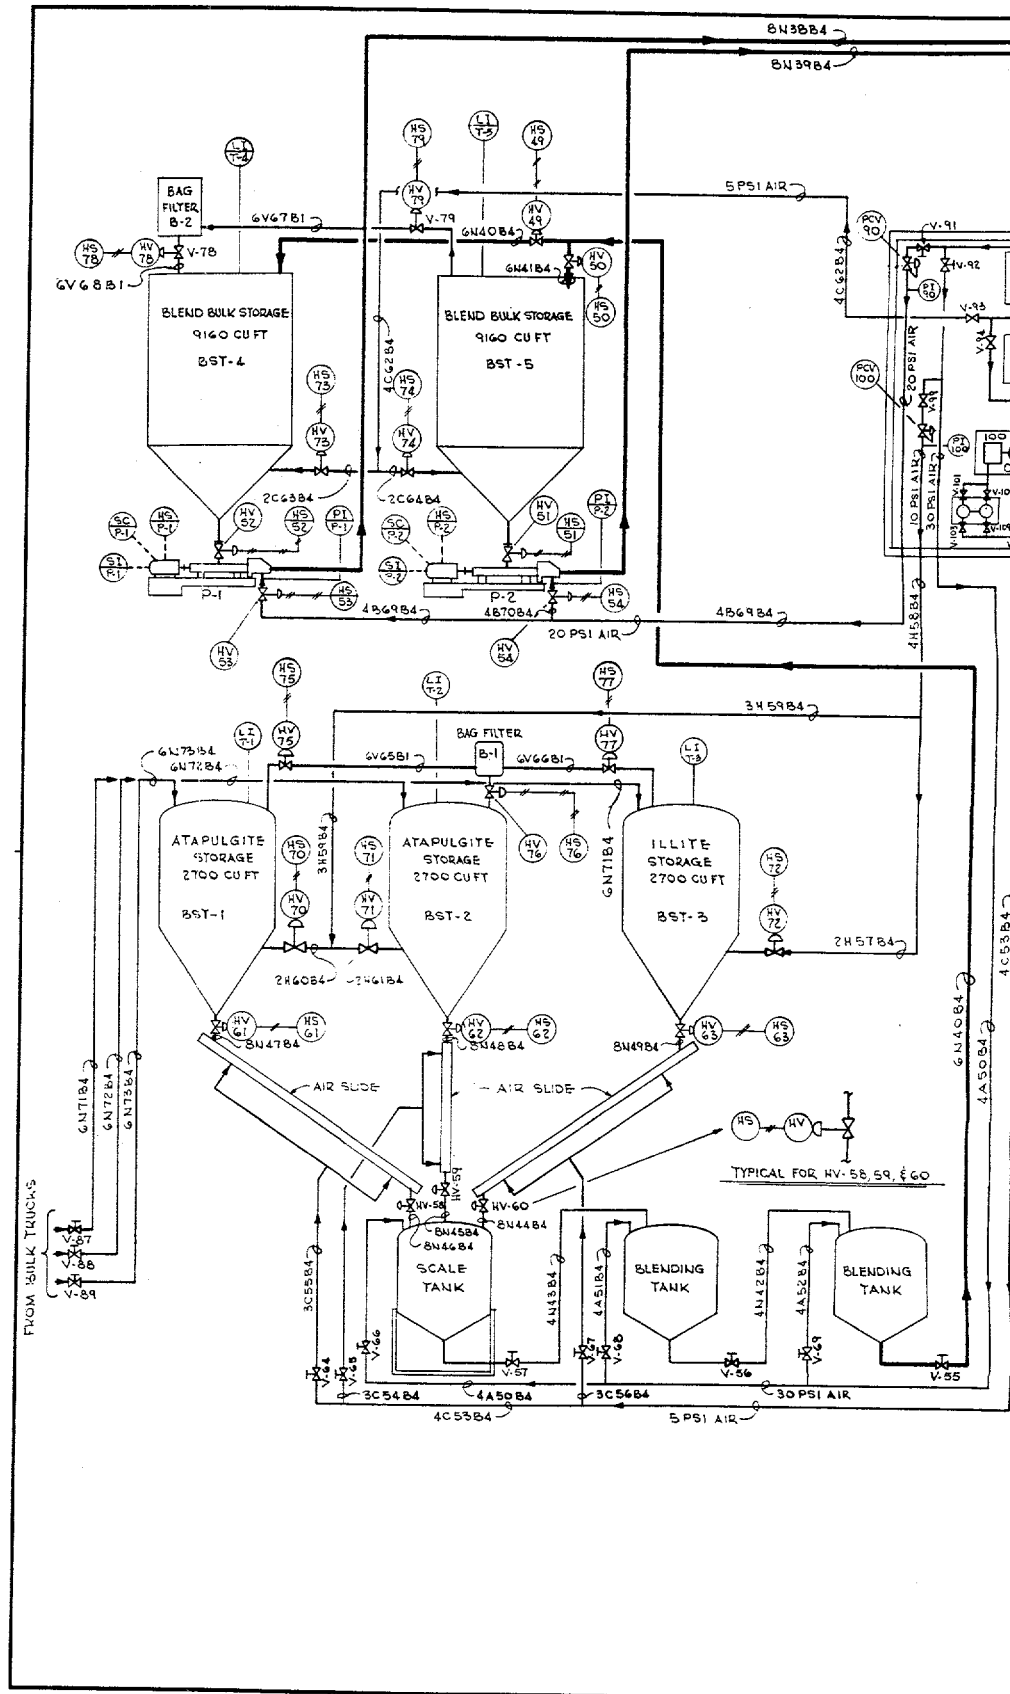 8N38B4
8N39B4
HS 79
LI T-5
HS 49
LI T-4
BAG FILTER B-2
HV 79
V-79
5 PSI AIR
6V67B1
6N40B4
HV 49
PCV 90
V-91
V-92
HS 78
HV 78
V-78
6V68B1
6N41B4
HV 50
HS 50
4C62B4
PI 90
V-93
V-94
BLEND BULK STORAGE
9160 CU FT
BST-4
BLEND BULK STORAGE
9160 CU FT
BST-5
4C62B4
20 PSI AIR
PCV 100
V-99
HS 73
HS 74
HV 73
HV 74
PI 100
100
2C63B4
2C64B4
10 PSI AIR
30 PSI AIR
V-101
V-103
SC P-1
HS P-1
SI P-1
HV 52
HS 52
PI P-1
SC P-2
HS P-2
SI P-2
HV 51
HS 51
PI P-2
P-1
P-2
HS 53
HS 54
4B69B4
4B70B4
20 PSI AIR
4B69B4
4H58B4
HV 53
HV 54
HS 75
LI T-2
HS 77
3H59B4
LI T-1
HV 75
BAG FILTER
B-1
HV 77
LI T-3
6N73B4
6N72B4
6V65B1
6V66B1
ATAPULGITE STORAGE
2700 CU FT
BST-1
HS 70
HV 70
3H59B4
HS 71
HV 71
ATAPULGITE STORAGE
2700 CU FT
BST-2
HV 76
HS 76
6N71B4
ILLITE STORAGE
2700 CU FT
BST-3
HS 72
HV 72
2H60B4
2H61B4
2H57B4
4C53B4
HV 61
HS 61
HV 62
HS 62
HV 63
HS 63
8N47B4
8N48B4
8N49B4
6N40B4
4A50B4
AIR SLIDE
AIR SLIDE
6N71B4
6N72B4
6N73B4
HS
HV
TYPICAL FOR HV-58, 59, & 60
HV-58
HV-59
HV-60
8N45B4
8N46B4
8N44B4
FROM BULK TRUCKS
V-87
V-88
V-89
3C55B4
SCALE TANK
4N43B4
4A51B4
BLENDING TANK
4N42B4
4A52B4
BLENDING TANK
V-64
V-65
V-66
V-57
V-67
V-68
V-56
V-69
V-55
3C54B4
4A50B4
3C56B4
30 PSI AIR
4C53B4
5 PSI AIR